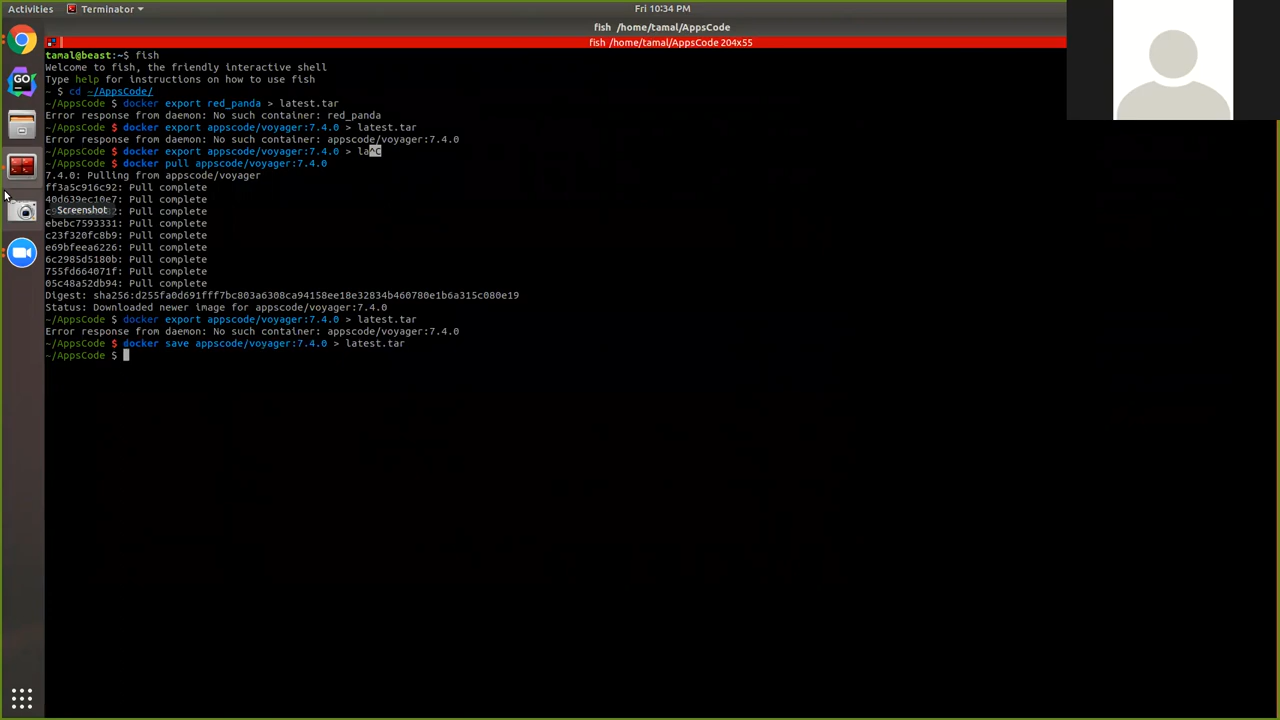 Activities
Terminator
Fri 10:34 PM
fish /home/tamal/AppsCode
fish /home/tamal/AppsCode 204x55
GO
tamal@beast:~$ fish
Welcome to fish, the friendly interactive shell
Type help for instructions on how to use fish
~ $ cd ~/AppsCode/
~/AppsCode $ docker export red_panda > latest.tar
Error response from daemon: No such container: red_panda
~/AppsCode $ docker export appscode/voyager:7.4.0 > latest.tar
Error response from daemon: No such container: appscode/voyager:7.4.0
~/AppsCode $ docker export appscode/voyager:7.4.0 > la^C
~/AppsCode $ docker pull appscode/voyager:7.4.0
7.4.0: Pulling from appscode/voyager
ff3a5c916c92: Pull complete
40d639ec10e7: Pull complete
Pull complete
Screenshot
ebebc7593331: Pull complete
c23f320fc8b9: Pull complete
e69bfeea6226: Pull complete
6c2985d5180b: Pull complete
755fd664071f: Pull complete
05c48a52db94: Pull complete
Digest: sha256:d255fa0d691fff7bc803a6308ca94158ee18e32834b460780e1b6a315c080e19
Status: Downloaded newer image for appscode/voyager:7.4.0
~/AppsCode $ docker export appscode/voyager:7.4.0 > latest.tar
Error response from daemon: No such container: appscode/voyager:7.4.0
~/AppsCode $ docker save appscode/voyager:7.4.0 > latest.tar
~/AppsCode $